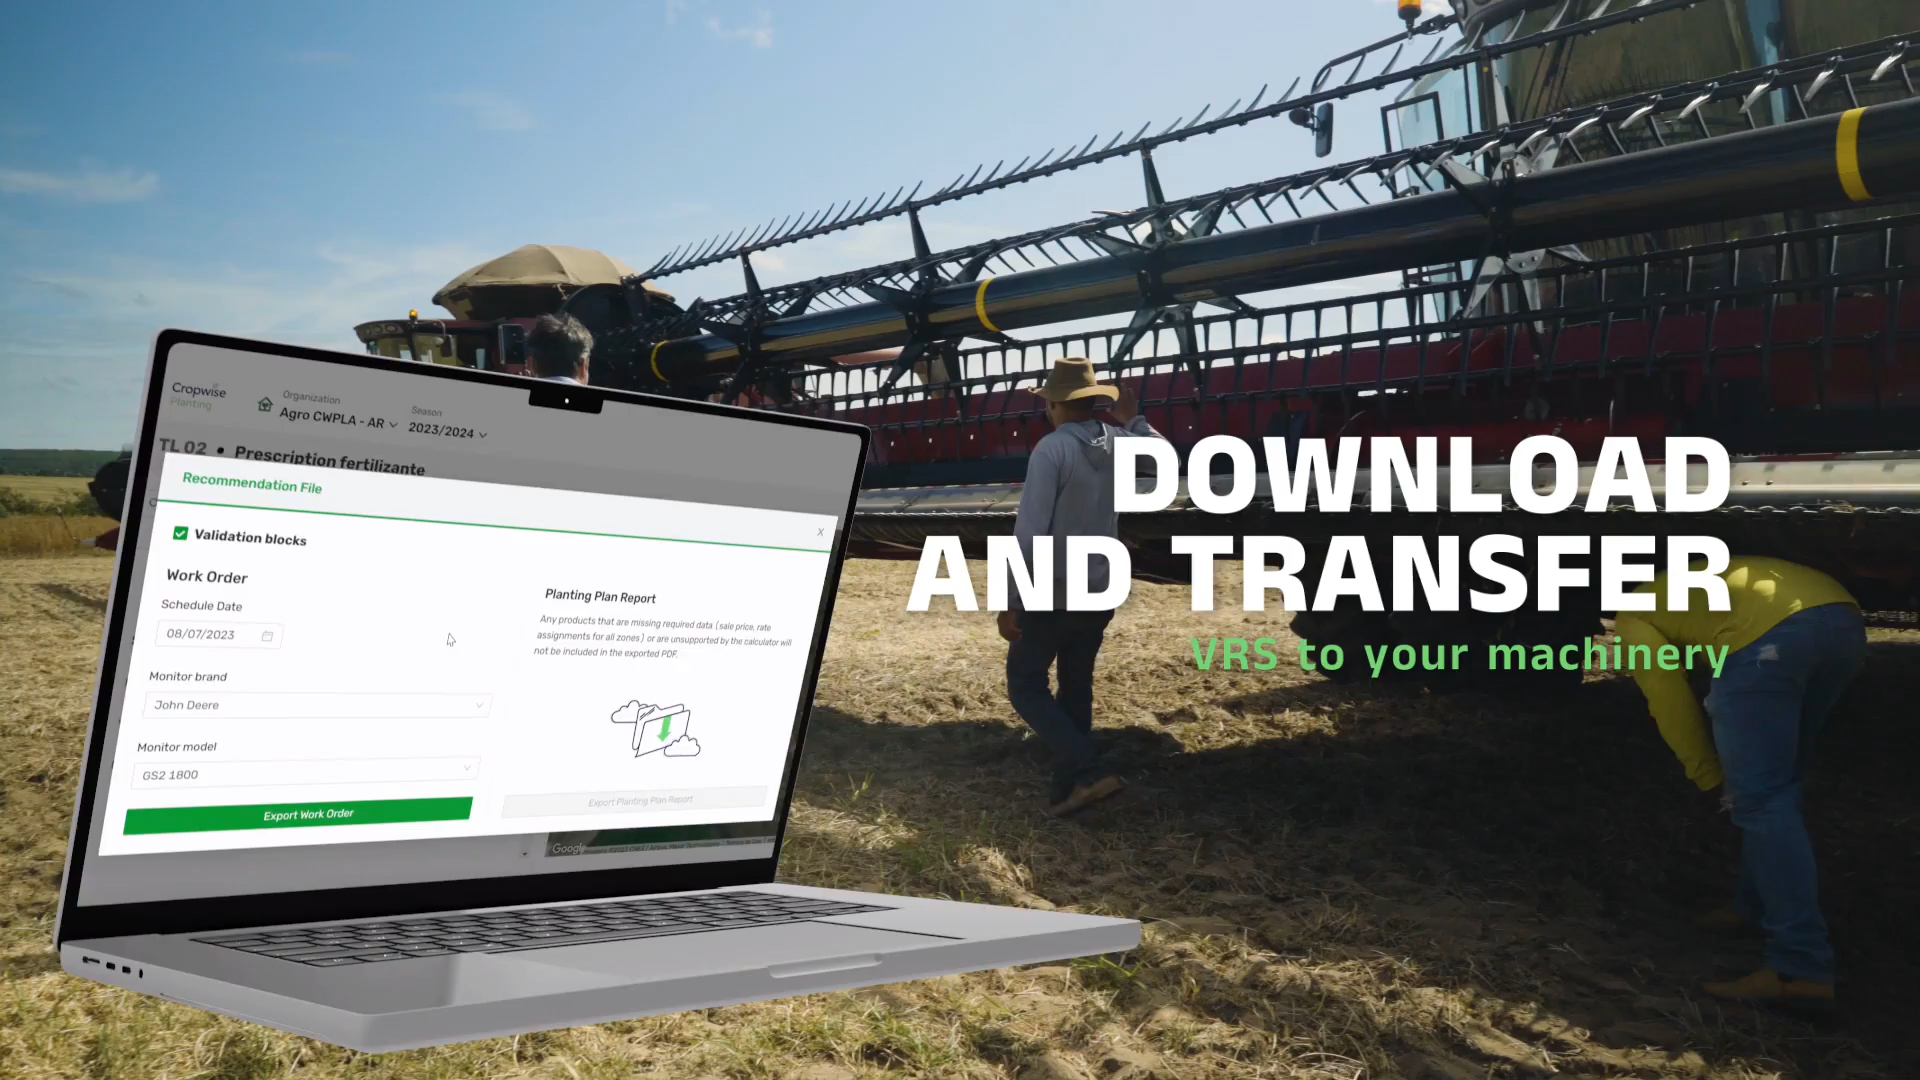 Cropwise
Planting
Organization
Agro CWPLA - AR
Season
2023/2024
TL 02 • Prescription fertilizante
Recommendation File
X
Validation blocks
Work Order
Schedule Date
08/07/2023
Monitor brand
John Deere
Monitor model
GS2 1800
Export Work Order
Planting Plan Report
Any products that are missing required data (sale price, rate
assignments for all zones) or are unsupported by the calculator will
not be included in the exported PDF.
Export Planting Plan Report
Google
DOWNLOAD
AND TRANSFER
VRS to your machinery